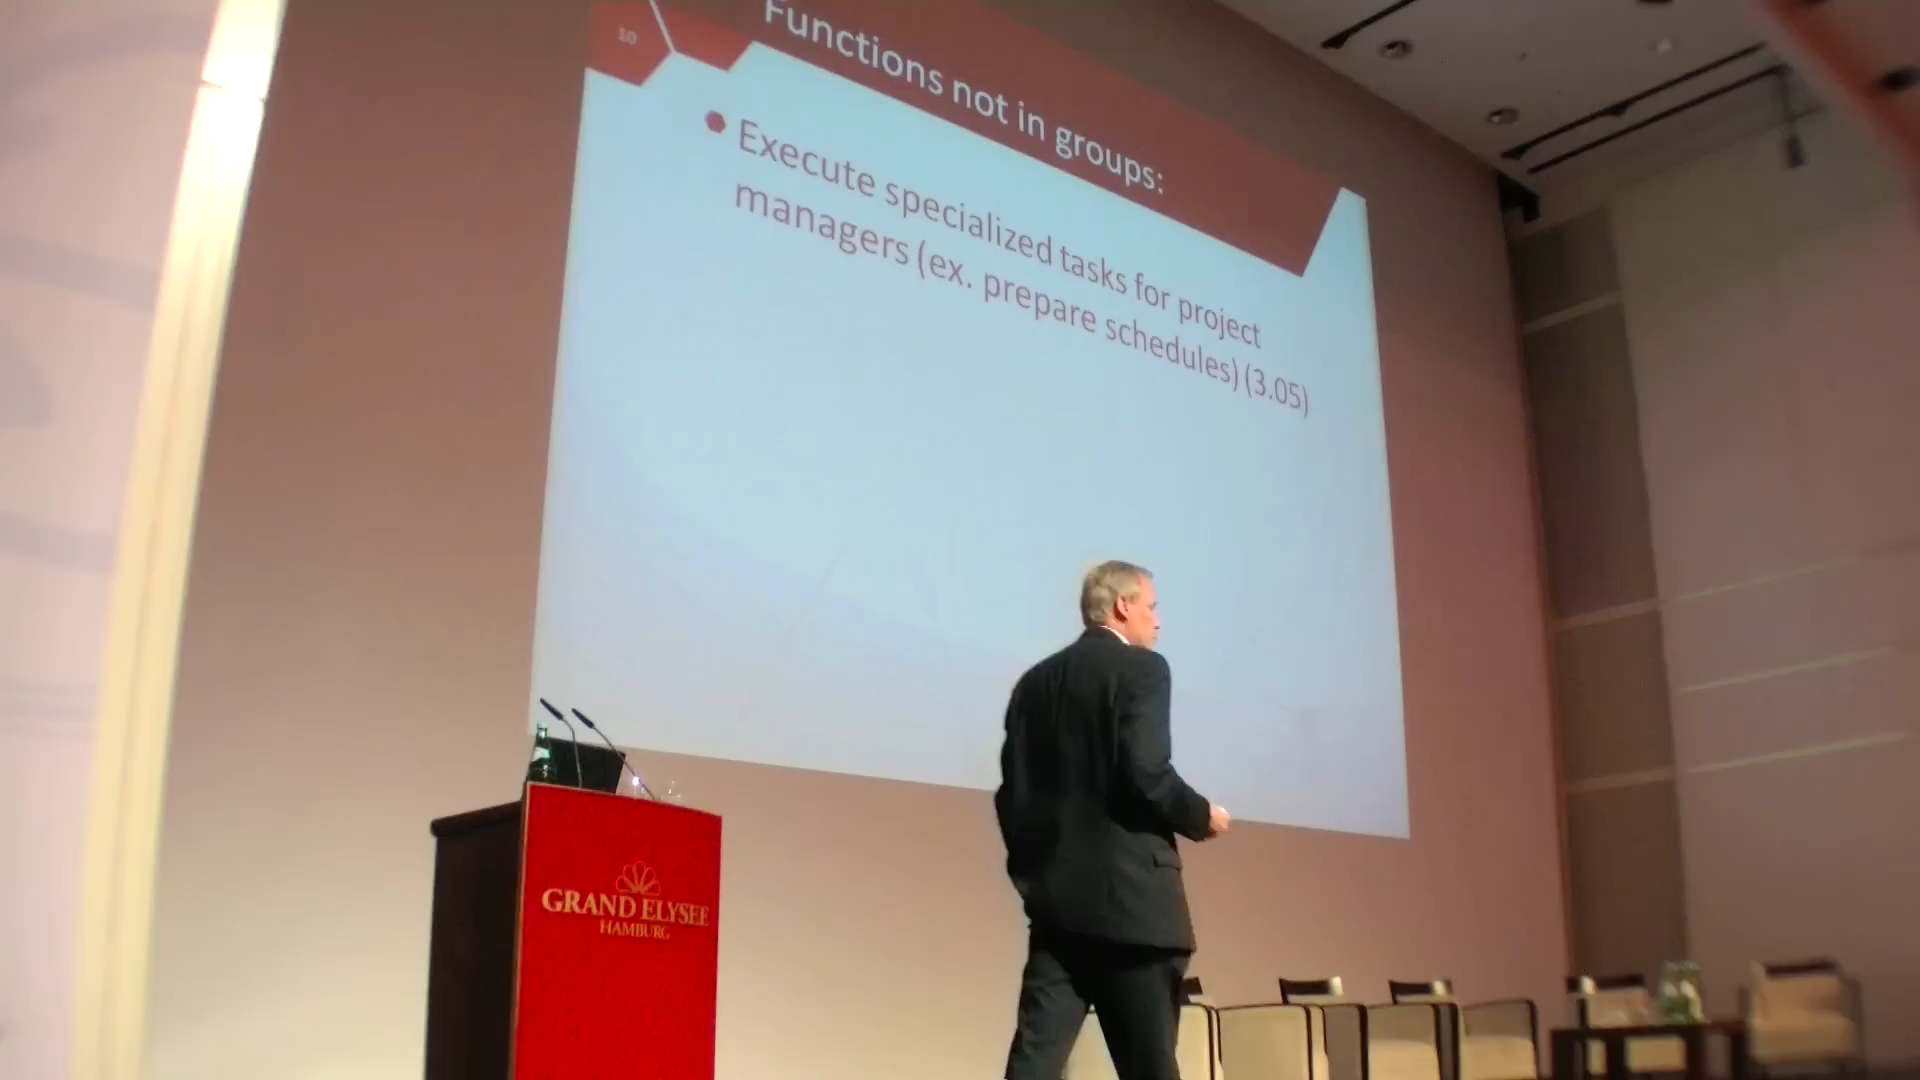 10
Functions not in groups:
Execute specialized tasks for project
managers (ex. prepare schedules) (3.05)
GRAND ELYSEE
HAMBURG